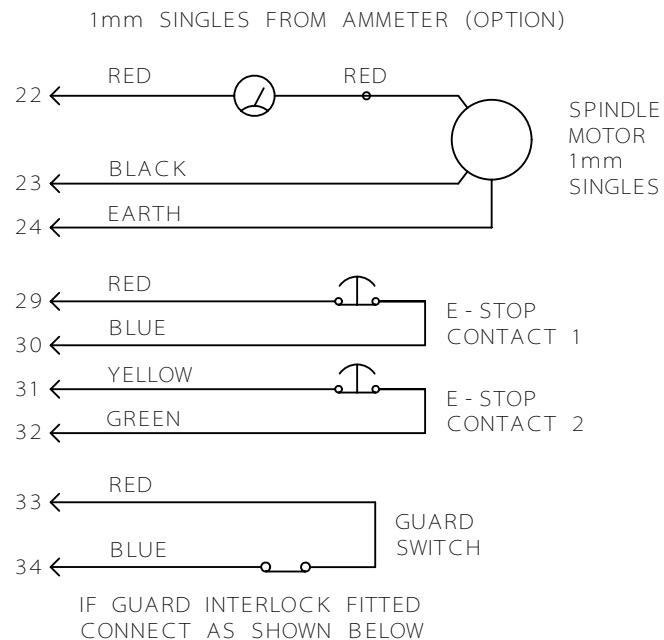 1mm SINGLES FROM AMMETER (OPTION)
22 RED RED
SPINDLE
MOTOR
1mm
SINGLES
23 BLACK
24 EARTH
29 RED
30 BLUE
E-STOP
CONTACT 1
31 YELLOW
32 GREEN
E-STOP
CONTACT 2
33 RED
34 BLUE
GUARD
SWITCH
IF GUARD INTERLOCK FITTED
CONNECT AS SHOWN BELOW